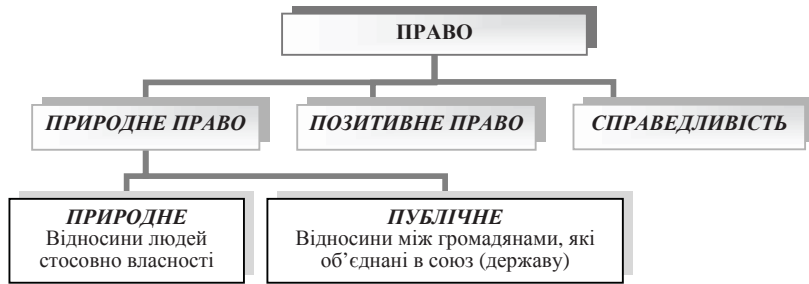 ПРАВО
ПРИРОДНЕ ПРАВО
ПОЗИТИВНЕ ПРАВО
СПРАВЕДЛИВІСТЬ
ПРИРОДНЕ
Відносини людей
стосовно власності
ПУБЛІЧНЕ
Відносини між громадянами, які
об’єднані в союз (державу)